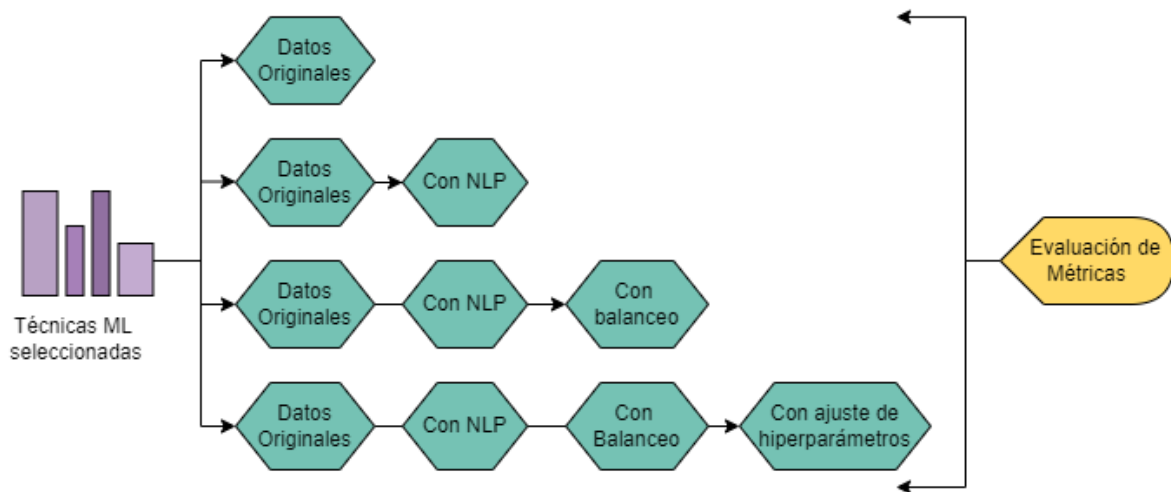 Datos
Originales
Datos
Originales
Con NLP
Técnicas ML
seleccionadas
Datos
Originales
Con NLP
Con
balanceo
Datos
Originales
Con NLP
Con
Balanceo
Con ajuste de
hiperparámetros
Evaluación de
Métricas